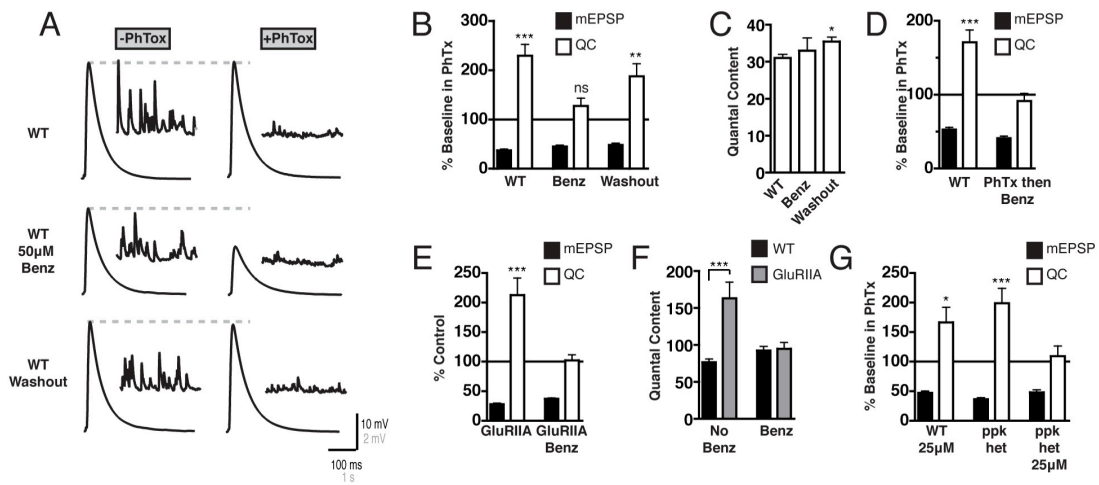 A
-PhTox
+PhTox
WT
WT
50µM
Benz
WT
Washout
10 mV
2 mV
100 ms
1 s
B
mEPSP
QC
% Baseline in PhTx
300
200
100
0
***
ns
**
WT
Benz
Washout
C
Quantal Content
40
30
20
10
0
*
WT
Benz
Washout
D
mEPSP
QC
% Baseline in PhTx
200
100
0
***
WT
PhTx then
Benz
E
mEPSP
QC
% Control
250
200
150
100
50
0
***
GluRIIA
GluRIIA
Benz
F
WT
GluRIIA
Quantal Content
200
150
100
50
0
***
No
Benz
Benz
G
mEPSP
QC
% Baseline in PhTx
250
200
150
100
50
0
*
***
WT
25µM
ppk
het
ppk
het
25µM